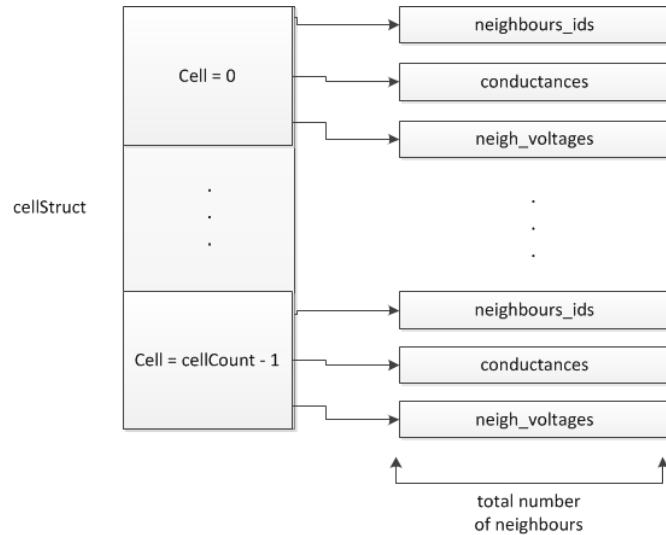 neighbours_ids
Cell = 0
conductances
neigh_voltages
.
.
.
cellStruct
.
.
.
neighbours_ids
Cell = cellCount - 1
conductances
neigh_voltages
total number
of neighbours